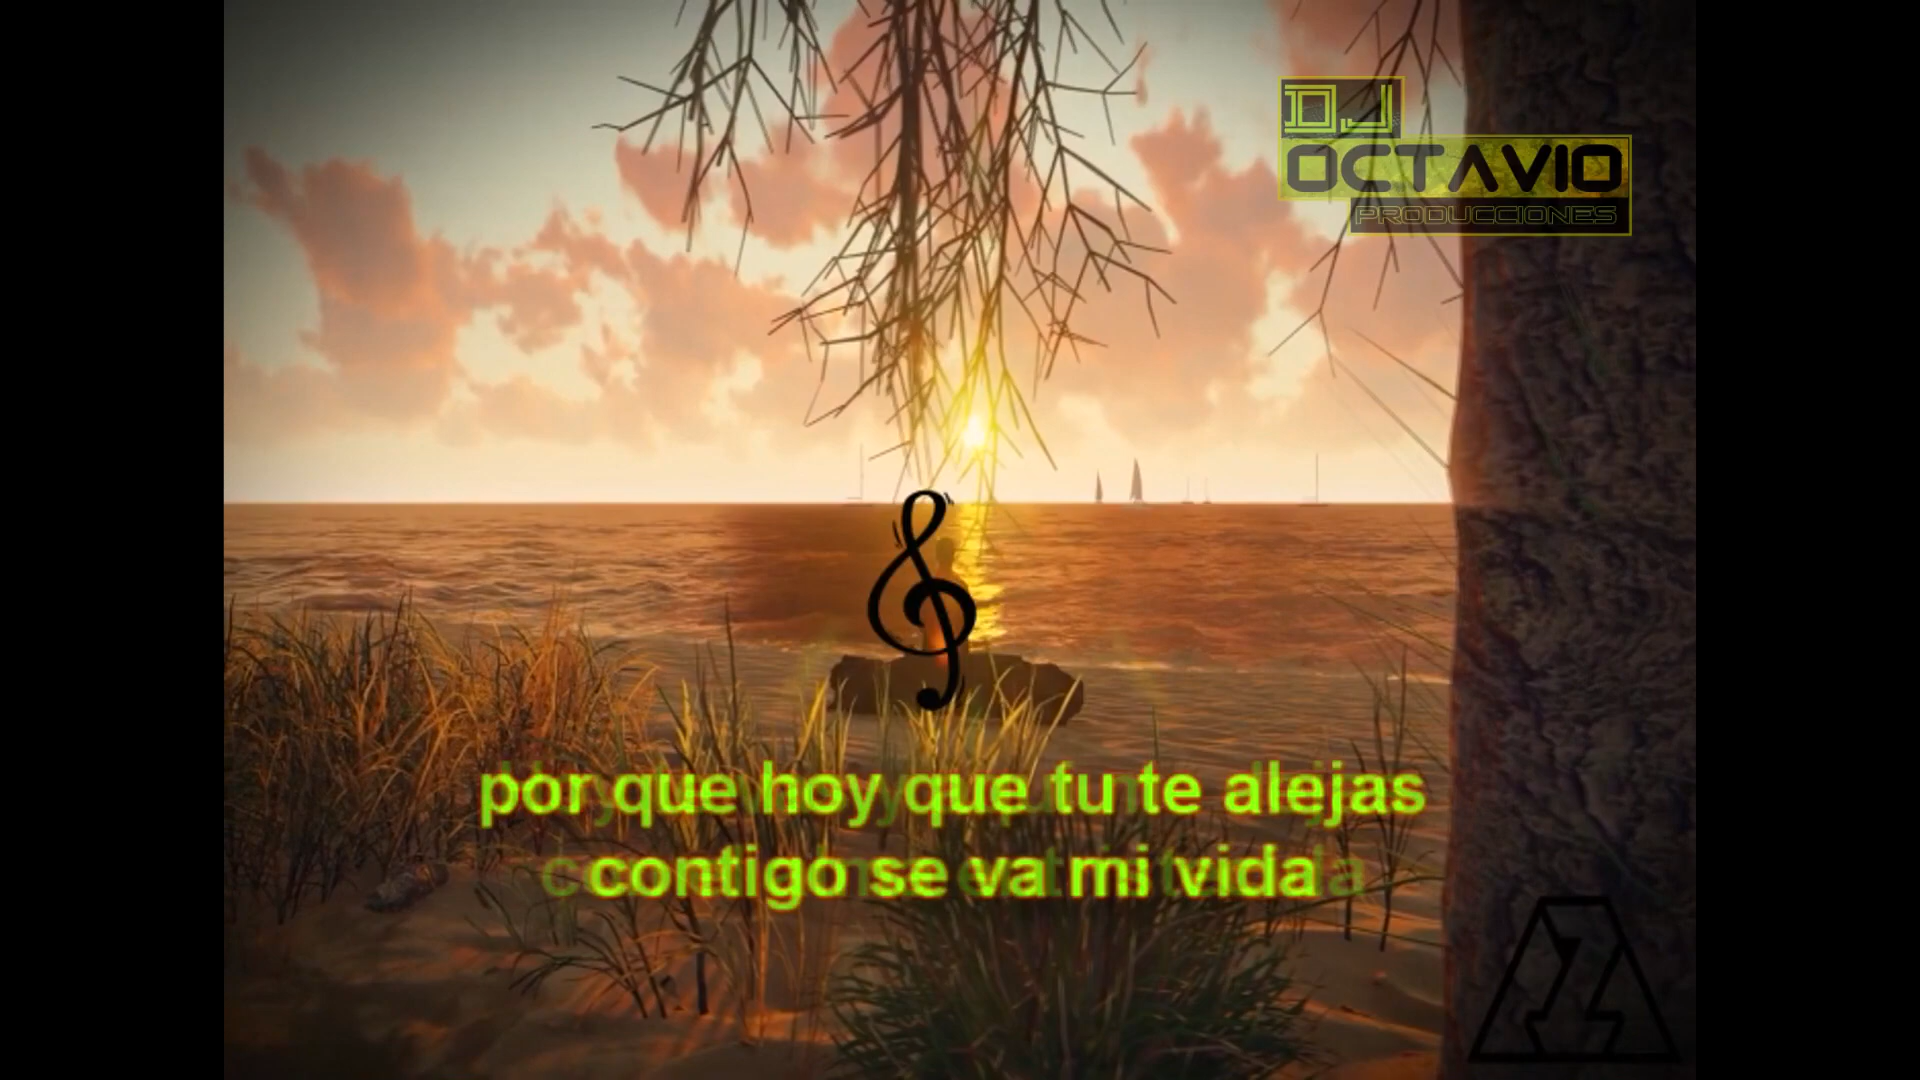 DJ
OCTAVIO
PRODUCCIONES
por que hoy que tu te alejas
contigo se va mi vida